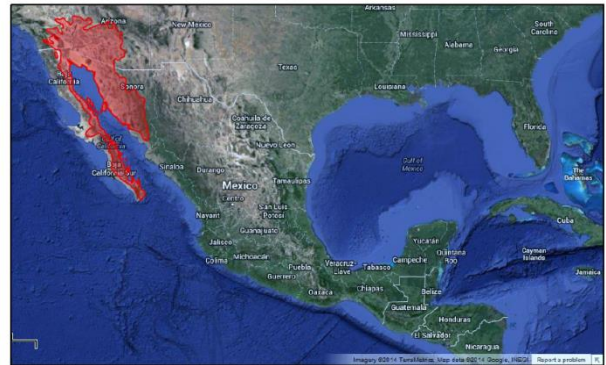 Arkansas
Arizona
New Mexico
Mississippi
Alabama
Georgia
South
Carolina
Texas
Louisiana
California
Sonora
Chihuahua
Coahuila de
Zaragoza
Nuevo León
Florida
Gulf of
Mexico
The
Bahamas
Baja
California Sur
Sinaloa
Durango
Tamaulipas
Mexico
San Luis
Potosí
Cuba
Nayarit
Guanajuato
Yucatan
Quintana
Roo
Cayman
Islands
Jalisco
Colima
Michoacán
Puebla
Veracruz-
Llave
Tabasco
Campeche
Jamaica
Guerrero
Oaxaca
Chiapas
Belize
Guatemala
Honduras
El Salvador
Nicaragua
Imagery ©2014 TerraMetrics, Map data ©2014 Google, INEGI
Report a problem